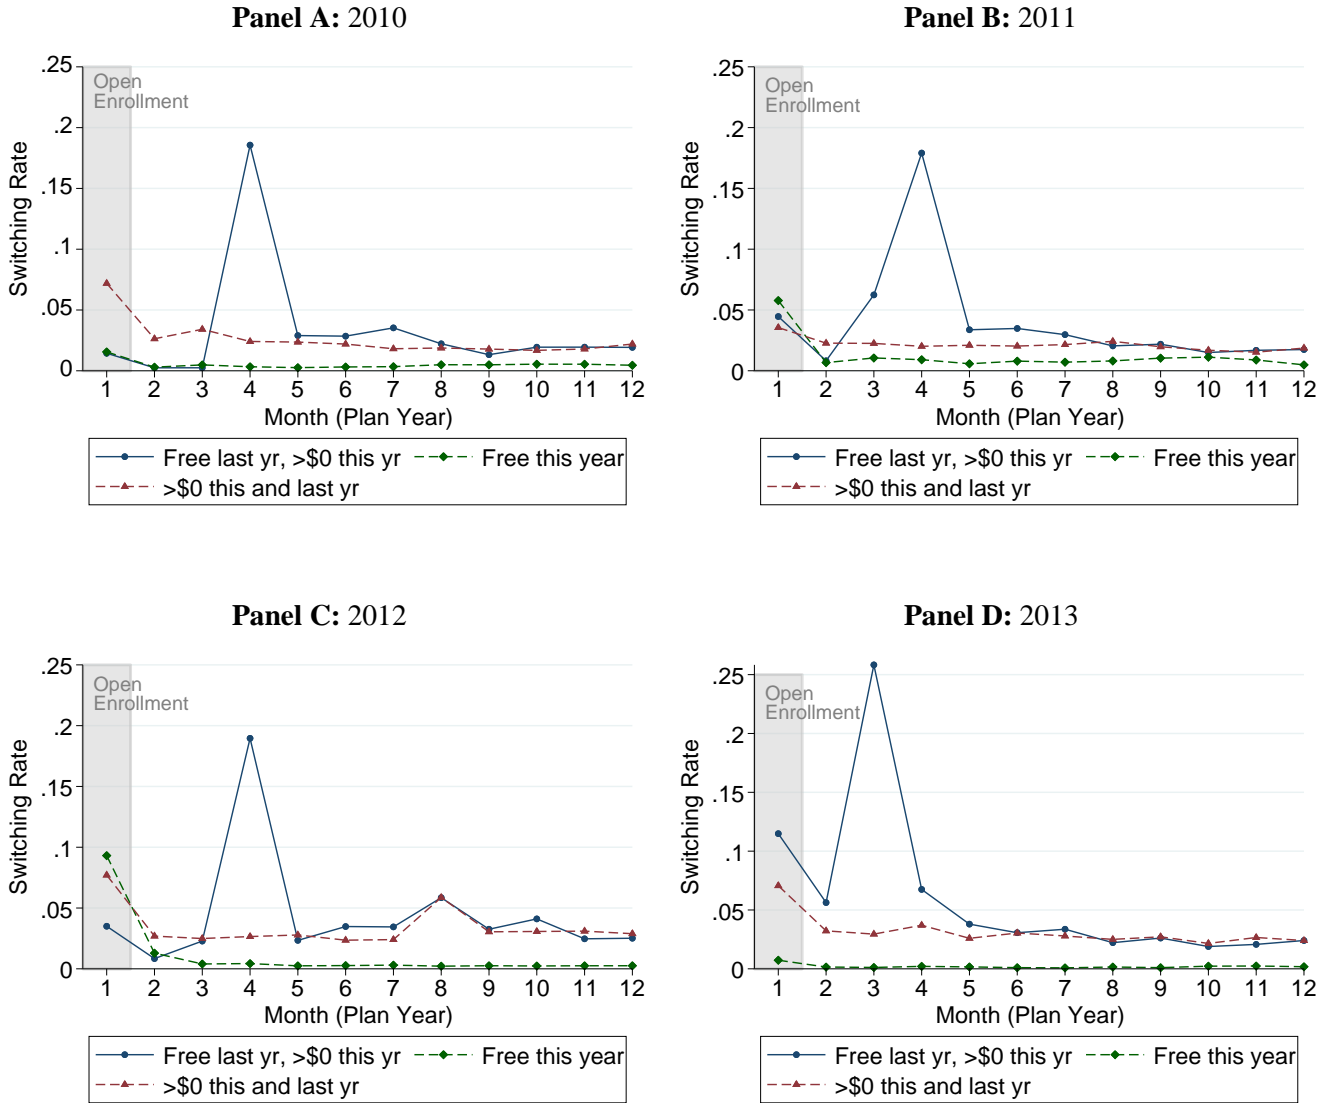 Panel A: 2010
.25
.2
.15
.1
.05
0
Switching Rate
Open
Enrollment
1 2 3 4 5 6 7 8 9 10 11 12
Month (Plan Year)
Free last yr, >$0 this yr
Free this year
>$0 this and last yr
Panel B: 2011
.25
.2
.15
.1
.05
0
Switching Rate
Open
Enrollment
1 2 3 4 5 6 7 8 9 10 11 12
Month (Plan Year)
Free last yr, >$0 this yr
Free this year
>$0 this and last yr
Panel C: 2012
.25
.2
.15
.1
.05
0
Switching Rate
Open
Enrollment
1 2 3 4 5 6 7 8 9 10 11 12
Month (Plan Year)
Free last yr, >$0 this yr
Free this year
>$0 this and last yr
Panel D: 2013
.25
.2
.15
.1
.05
0
Switching Rate
Open
Enrollment
1 2 3 4 5 6 7 8 9 10 11 12
Month (Plan Year)
Free last yr, >$0 this yr
Free this year
>$0 this and last yr